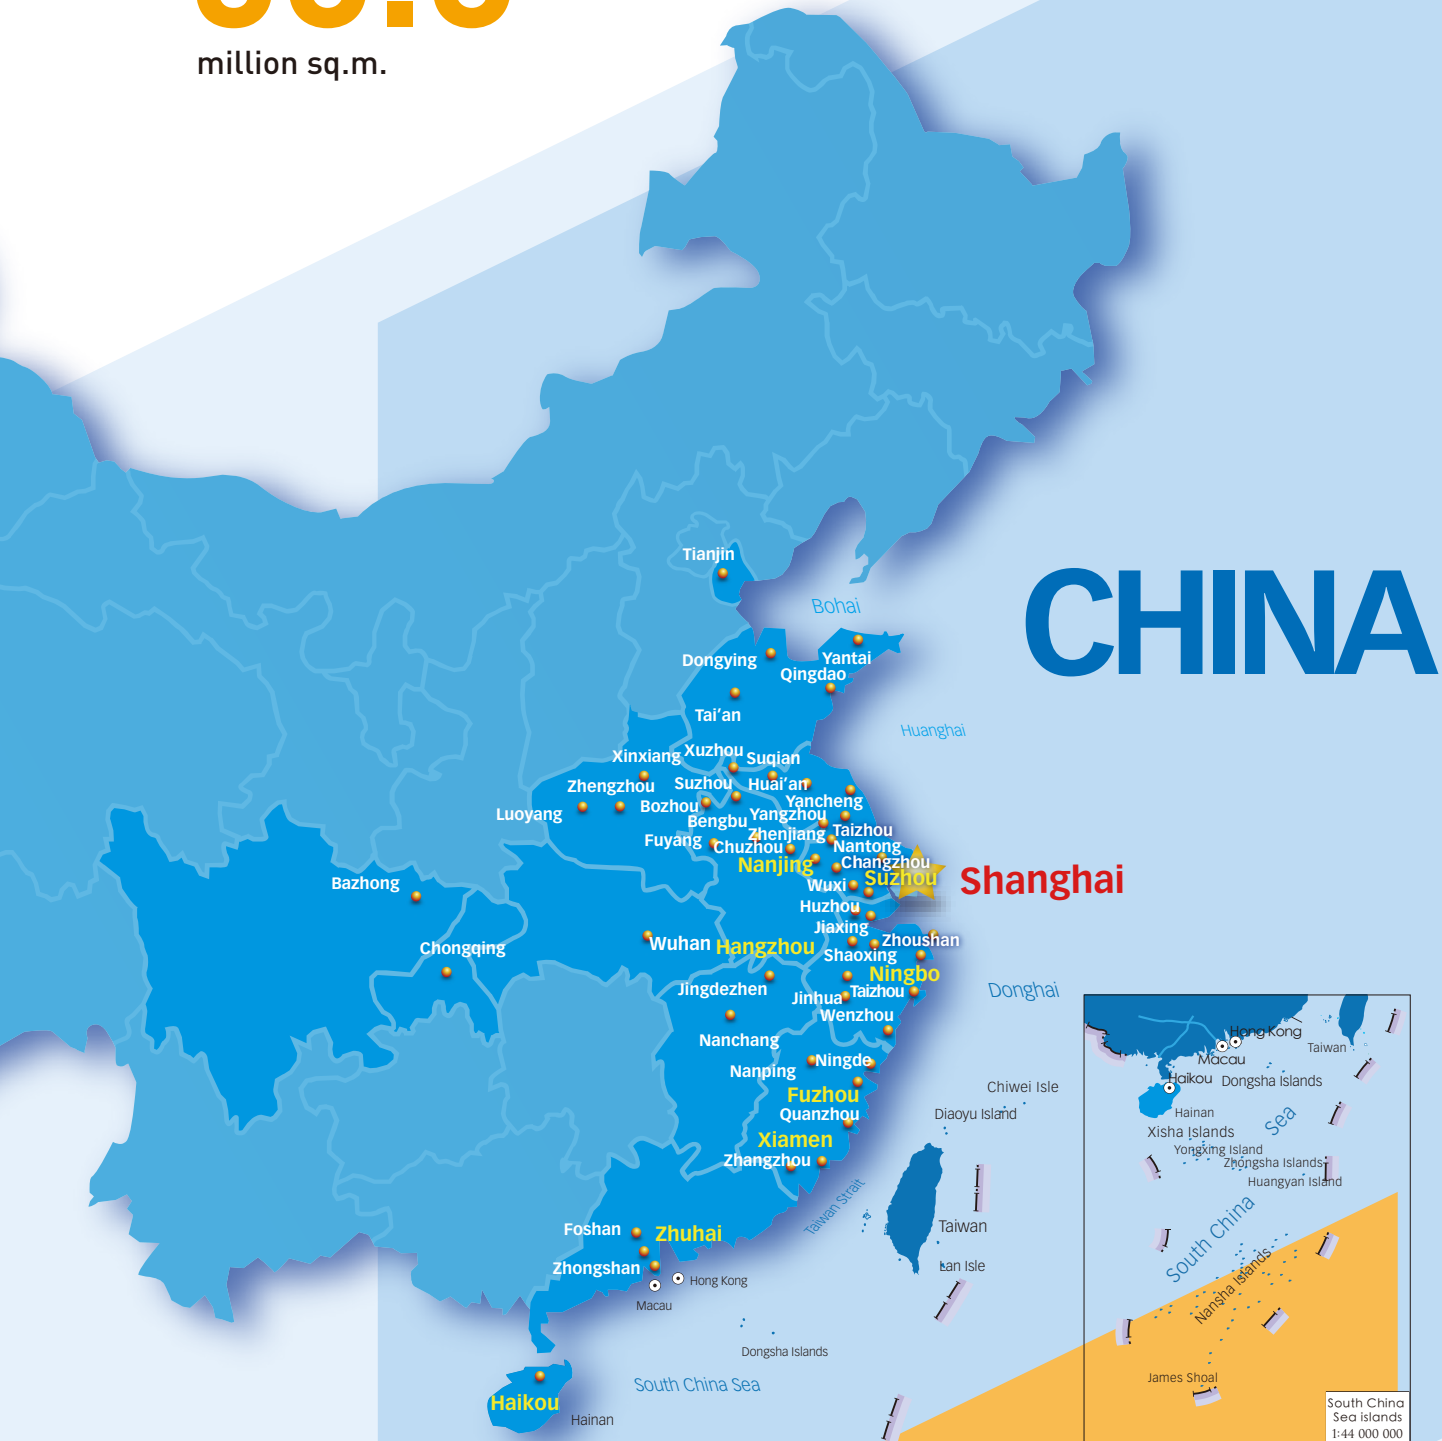 million sq.m.
CHINA
Tianjin
Bohai
Dongying
Yantai
Qingdao
Tai'an
Huanghai
Xinxiang
Xuzhou
Suqian
Zhengzhou
Suzhou
Huai'an
Luoyang
Bozhou
Yancheng
Bengbu
Yangzhou
Fuyang
Zhenjiang
Taizhou
Chuzhou
Nantong
Nanjing
Changzhou
Suzhou
Shanghai
Bazhong
Wuxi
Huzhou
Jiaxing
Chongqing
Wuhan
Hangzhou
Zhoushan
Shaoxing
Ningbo
Jingdezhen
Jinhua
Taizhou
Donghai
Wenzhou
Nanchang
Nanping
Ningde
Fuzhou
Chiwei Isle
Quanzhou
Diaoyu Island
Xiamen
Zhangzhou
Taiwan Strait
Foshan
Zhuhai
Taiwan
Zhongshan
Lan Isle
Hong Kong
Macau
Dongsha Islands
South China Sea
Haikou
Hainan
Hong Kong
Macau
Taiwan
Haikou
Dongsha Islands
Hainan
Sea
Xisha Islands
Yongxing Island
Zhongsha Islands
Huangyan Island
South China
Nansha Islands
James Shoal
South China
Sea islands
1:44 000 000